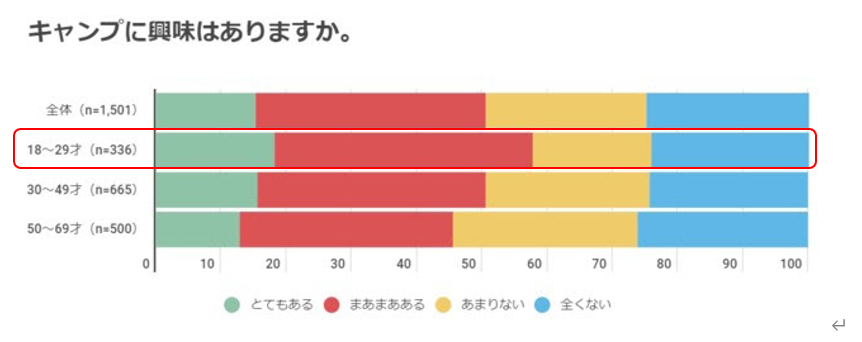 キャンプに興味はありますか。
全体（n=1,501）
18～29才（n=336）
30～49才（n=665）
50～69才（n=500）
0 10 20 30 40 50 60 70 80 90 100
とてもある まあまあある あまりない 全くない